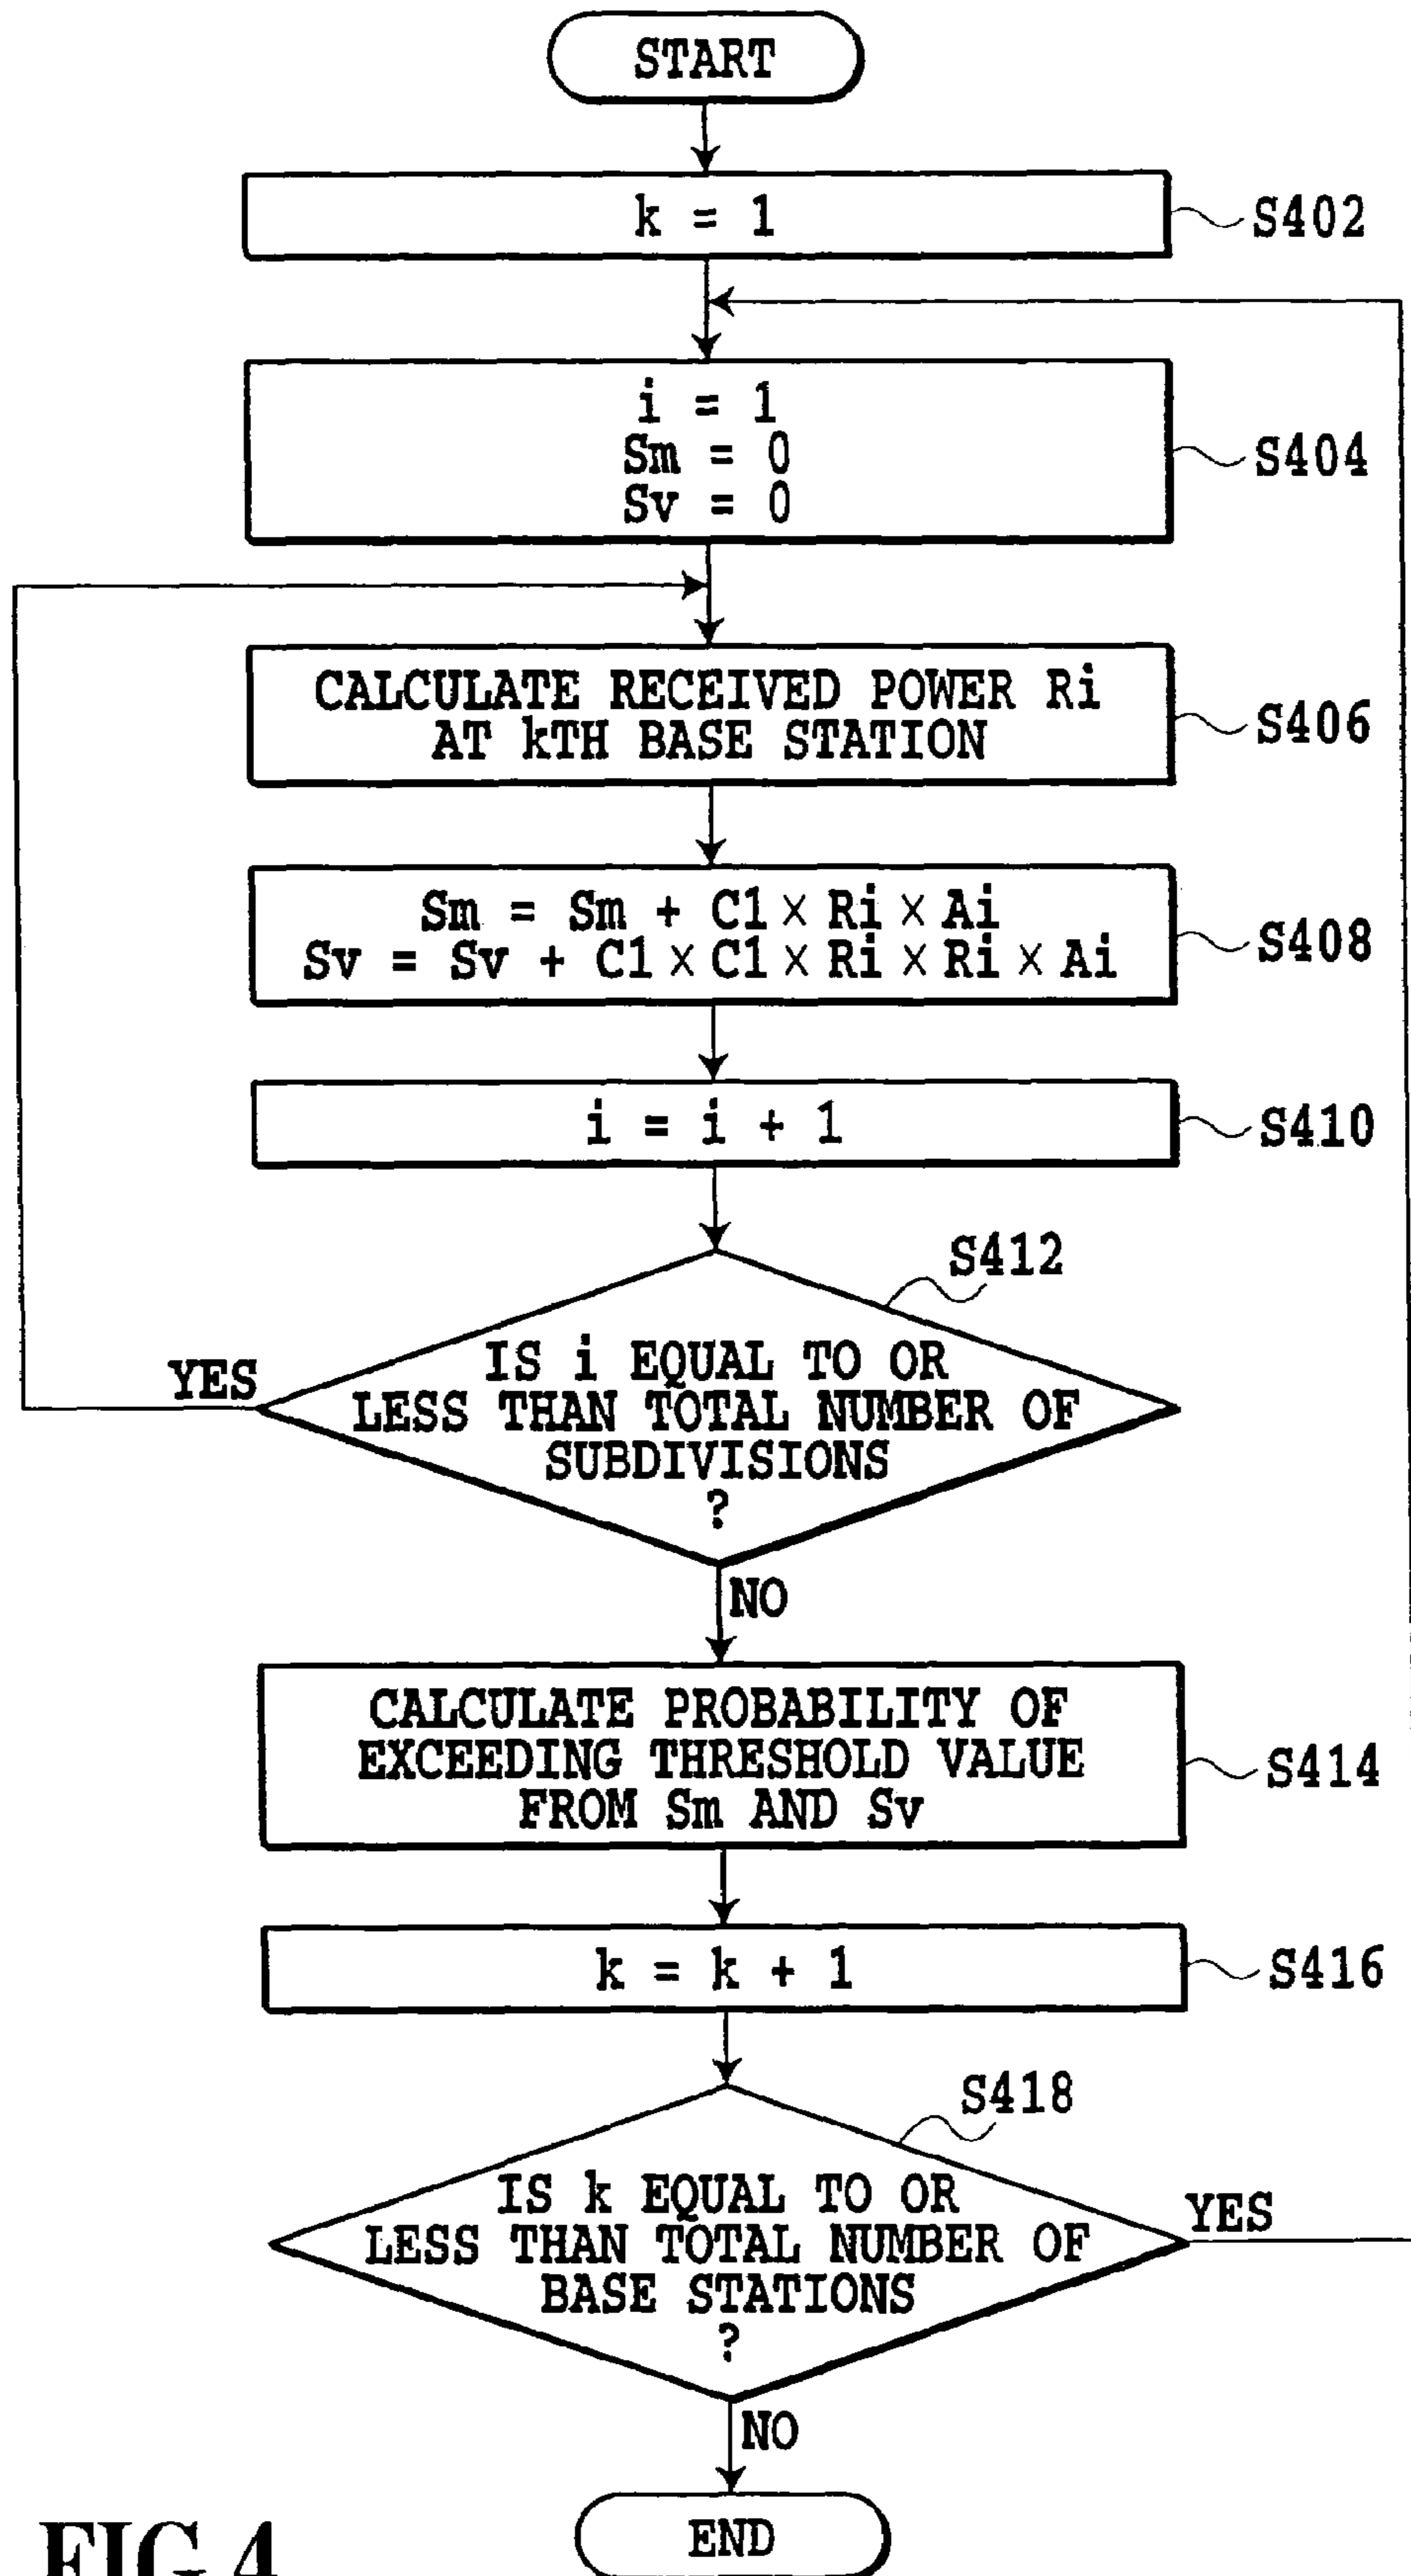 START
k = 1
S402
i = 1
Sm = 0
Sv = 0
S404
CALCULATE RECEIVED POWER Ri
AT kTH BASE STATION
S406
Sm = Sm + C1 × Ri × Ai
Sv = Sv + C1 × C1 × Ri × Ri × Ai
S408
i = i + 1
S410
S412
IS i EQUAL TO OR
LESS THAN TOTAL NUMBER OF
SUBDIVISIONS
?
YES
NO
CALCULATE PROBABILITY OF
EXCEEDING THRESHOLD VALUE
FROM Sm AND Sv
S414
k = k + 1
S416
S418
IS k EQUAL TO OR
LESS THAN TOTAL NUMBER OF
BASE STATIONS
?
YES
NO
END
FIG.4